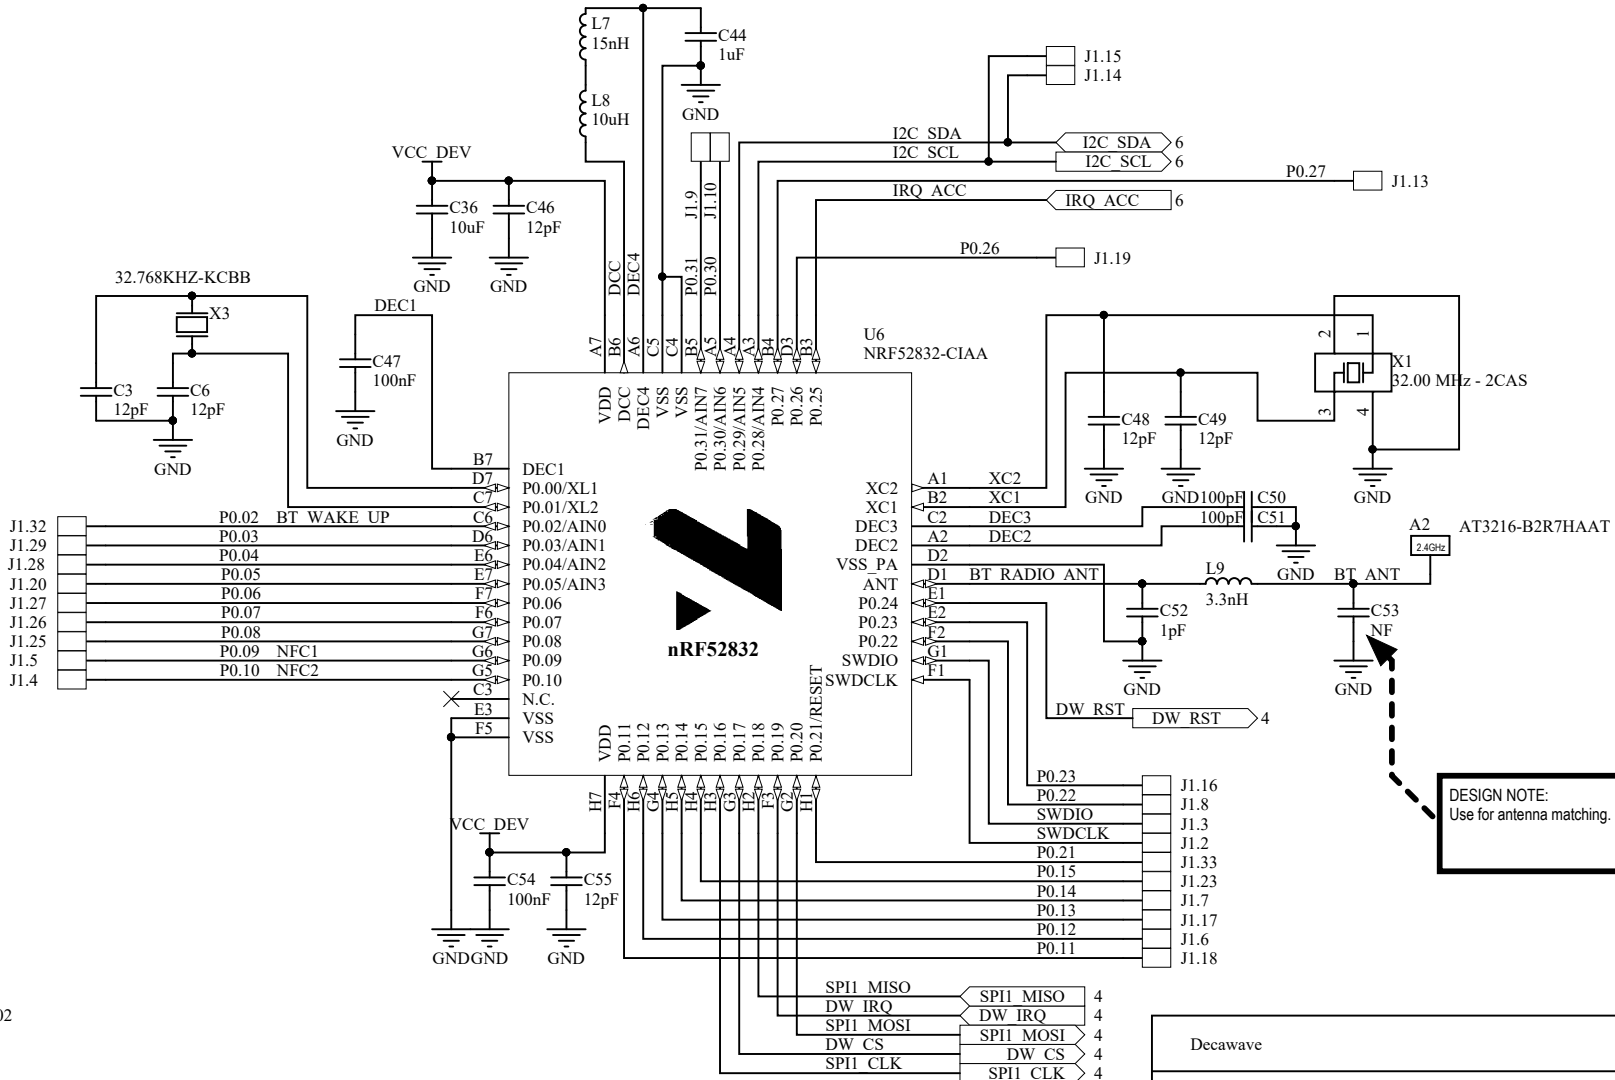 L7
15nH
C44
1uF
GND
L8
10uH
J1.15
J1.14
I2C_SDA
I2C_SDA
6
I2C_SCL
I2C_SCL
6
P0.27
J1.13
IRQ_ACC
IRQ_ACC
6
P0.26
J1.19
J1.9
J1.10
P0.31
P0.30
VCC_DEV
C36
10uF
C46
12pF
GND
GND
DCC
DEC4
32.768KHZ-KCBB
X3
C3
12pF
C6
12pF
GND
DEC1
C47
100nF
GND
A7
B6
A6
C5
C4
B5
A5
A4
A3
B4
D3
B3
U6
NRF52832-CIAA
VDD
DCC
DEC4
VSS
VSS
P0.31/AIN7
P0.30/AIN6
P0.29/AIN5
P0.28/AIN4
P0.27
P0.26
P0.25
2
1
3
4
X1
32.00 MHz - 2CAS
C48
12pF
C49
12pF
GND
GND
GND
B7
DEC1
D7
P0.00/XL1
C7
P0.01/XL2
J1.32
P0.02
BT_WAKE_UP
C6
P0.02/AIN0
J1.29
P0.03
D6
P0.03/AIN1
J1.28
P0.04
E6
P0.04/AIN2
J1.20
P0.05
E7
P0.05/AIN3
J1.27
P0.06
F7
P0.06
J1.26
P0.07
F6
P0.07
J1.25
P0.08
G7
P0.08
J1.5
P0.09
NFC1
G6
P0.09
J1.4
P0.10
NFC2
G5
P0.10
C3
N.C.
E3
VSS
F5
VSS
nRF52832
XC2
A1
XC2
XC1
B2
XC1
DEC3
C2
DEC3
100pF
C50
DEC2
A2
DEC2
100pF
C51
VSS_PA
D2
ANT
D1
BT_RADIO_ANT
P0.24
E1
P0.23
E2
P0.22
F2
SWDIO
G1
SWDCLK
F1
GND
L9
3.3nH
BT_ANT
A2
AT3216-B2R7HAAT
2.4GHz
C52
1pF
GND
C53
NF
GND
DW_RST
DW_RST
4
DESIGN NOTE:
Use for antenna matching.
VDD
P0.11
P0.12
P0.13
P0.14
P0.15
P0.16
P0.17
P0.18
P0.19
P0.20
P0.21/RESET
H7
F4
H6
G4
H5
H4
H3
G3
H2
F3
G2
H1
VCC_DEV
C54
100nF
C55
12pF
GND
GND
GND
P0.23
J1.16
P0.22
J1.8
SWDIO
J1.3
SWDCLK
J1.2
P0.21
J1.33
P0.15
J1.23
P0.14
J1.7
P0.13
J1.17
P0.12
J1.6
P0.11
J1.18
SPI1_MISO
SPI1_MISO
4
DW_IRQ
DW_IRQ
4
SPI1_MOSI
SPI1_MOSI
4
DW_CS
DW_CS
4
SPI1_CLK
SPI1_CLK
4
02
Decawave